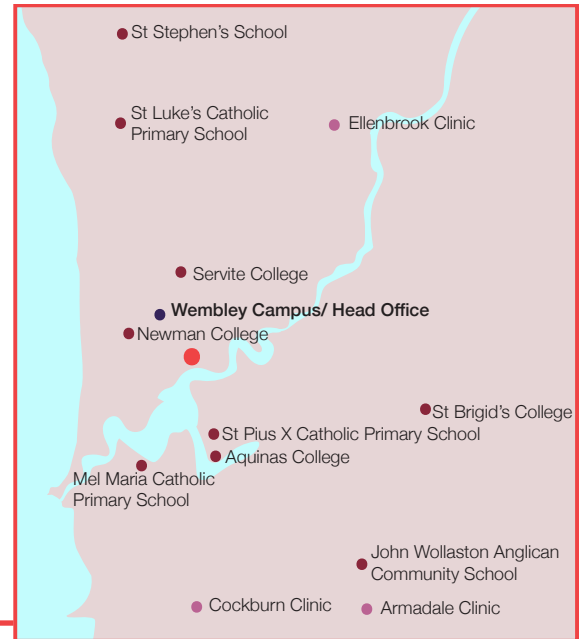 St Stephen's School
St Luke's Catholic
Primary School
Ellenbrook Clinic
Servite College
Wembley Campus/ Head Office
Newman College
St Brigid's College
St Pius X Catholic Primary School
Aquinas College
Mel Maria Catholic
Primary School
John Wollaston Anglican
Community School
Cockburn Clinic
Armadale Clinic